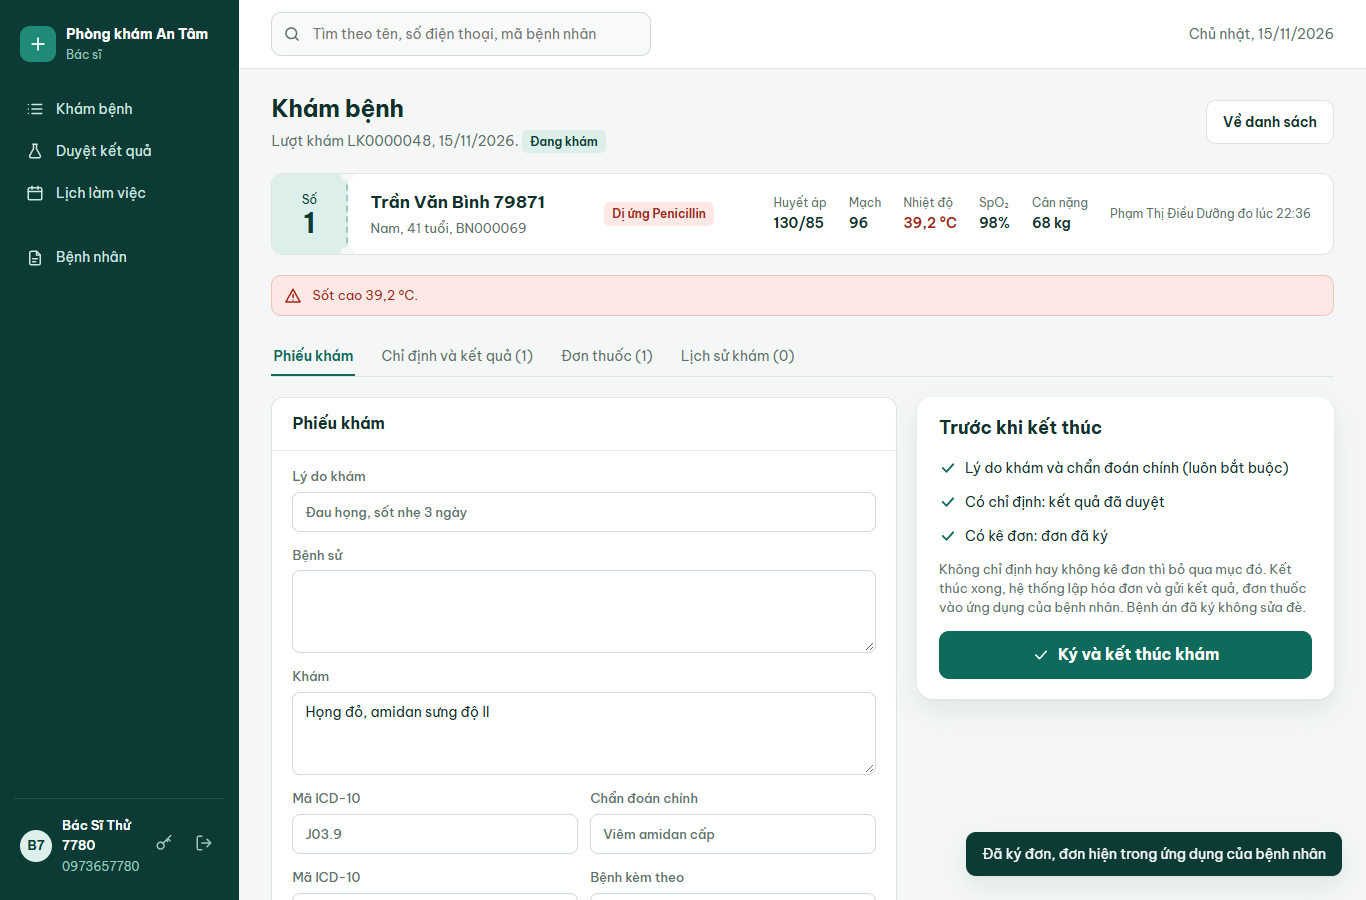 Phòng khám An Tâm
Bác sĩ
Khám bệnh
Duyệt kết quả
Lịch làm việc
Bệnh nhân
B7
Bác Sĩ Thử
7780
0973657780
Tìm theo tên, số điện thoại, mã bệnh nhân
Chủ nhật, 15/11/2026
Khám bệnh
Lượt khám LK0000048, 15/11/2026. Đang khám
Về danh sách
Số
1
Trần Văn Bình 79871
Nam, 41 tuổi, BN000069
Dị ứng Penicillin
Huyết áp
130/85
Mạch
96
Nhiệt độ
39,2 °C
SpO₂
98%
Cân nặng
68 kg
Phạm Thị Điều Dưỡng đo lúc 22:36
Sốt cao 39,2 °C.
Phiếu khám
Chỉ định và kết quả (1)
Đơn thuốc (1)
Lịch sử khám (0)
Phiếu khám
Lý do khám
Đau họng, sốt nhẹ 3 ngày
Bệnh sử
Khám
Họng đỏ, amidan sưng độ II
Mã ICD-10
Chẩn đoán chính
J03.9
Viêm amidan cấp
Mã ICD-10
Bệnh kèm theo
Trước khi kết thúc
Lý do khám và chẩn đoán chính (luôn bắt buộc)
Có chỉ định: kết quả đã duyệt
Có kê đơn: đơn đã ký
Không chỉ định hay không kê đơn thì bỏ qua mục đó. Kết
thúc xong, hệ thống lập hóa đơn và gửi kết quả, đơn thuốc
vào ứng dụng của bệnh nhân. Bệnh án đã ký không sửa đè.
Ký và kết thúc khám
Đã ký đơn, đơn hiện trong ứng dụng của bệnh nhân